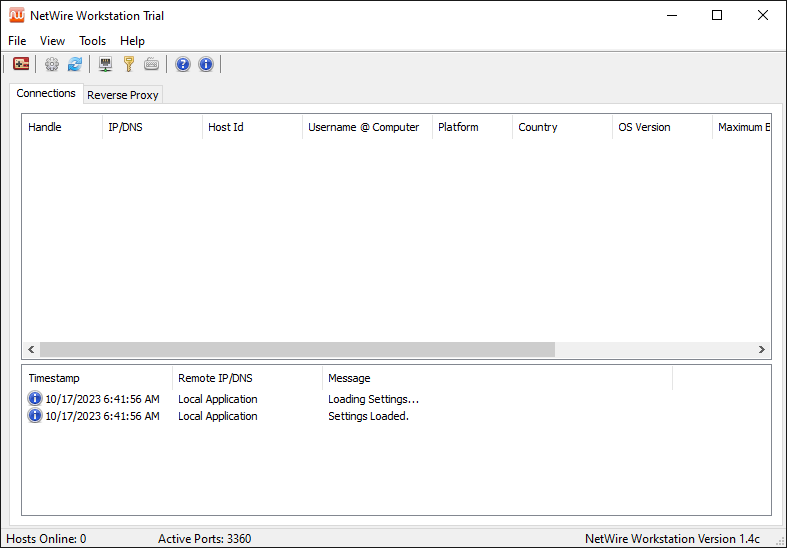 NetWire Workstation Trial
File View Tools Help
Connections Reverse Proxy
Handle IP/DNS Host Id Username @ Computer Platform Country OS Version Maximum B
Timestamp Remote IP/DNS Message
10/17/2023 6:41:56 AM Local Application Loading Settings...
10/17/2023 6:41:56 AM Local Application Settings Loaded.
Hosts Online: 0 Active Ports: 3360 NetWire Workstation Version 1.4c